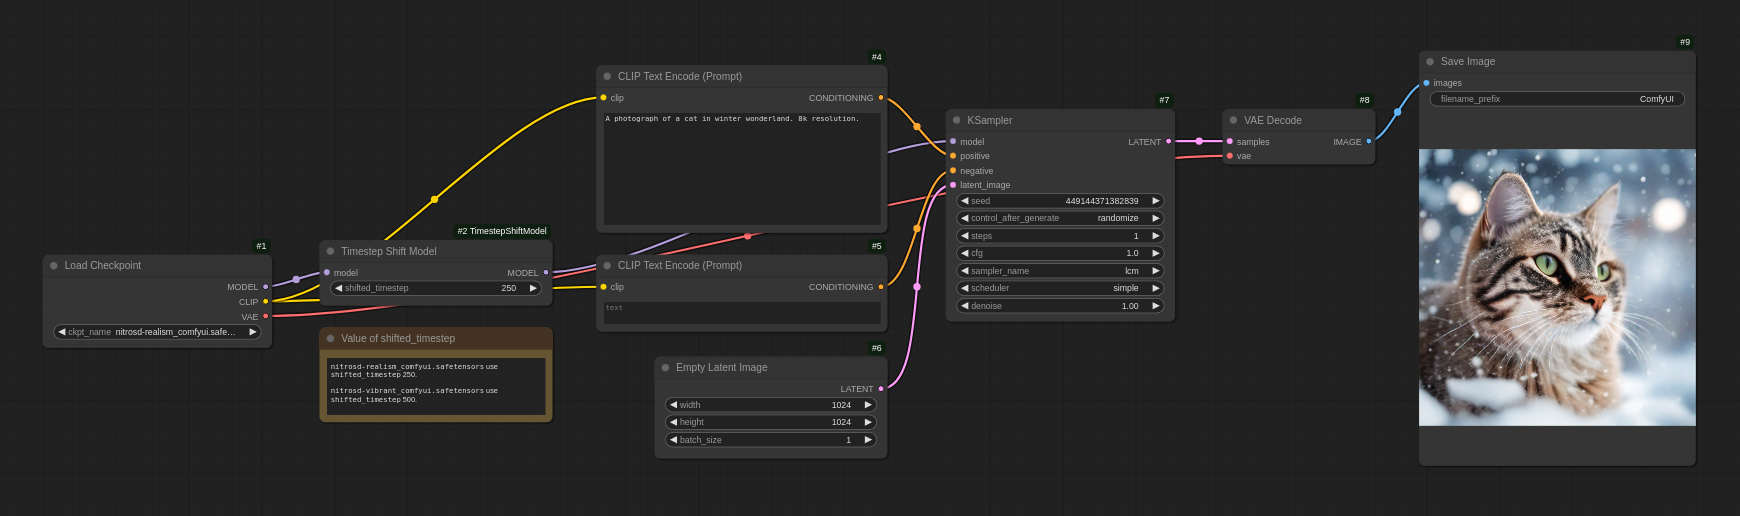 #1
Load Checkpoint
MODEL
CLIP
VAE
ckpt_name nitrosd-realism_comfyui.safe...
#2 TimestepShiftModel
Timestep Shift Model
model MODEL
shifted_timestep 250
Value of shifted_timestep
nitrosd-realism_comfyui.safetensors use
shifted_timestep 250.
nitrosd-vibrant_comfyui.safetensors use
shifted_timestep 500.
#4
CLIP Text Encode (Prompt)
clip CONDITIONING
A photograph of a cat in winter wonderland. 8k resolution.
#5
CLIP Text Encode (Prompt)
clip CONDITIONING
text
#6
Empty Latent Image
LATENT
width 1024
height 1024
batch_size 1
#7
KSampler
model LATENT
positive
negative
latent_image
seed 449144371382839
control_after_generate randomize
steps 1
cfg 1.0
sampler_name lcm
scheduler simple
denoise 1.00
#8
VAE Decode
samples IMAGE
vae
#9
Save Image
images
filename_prefix ComfyUI